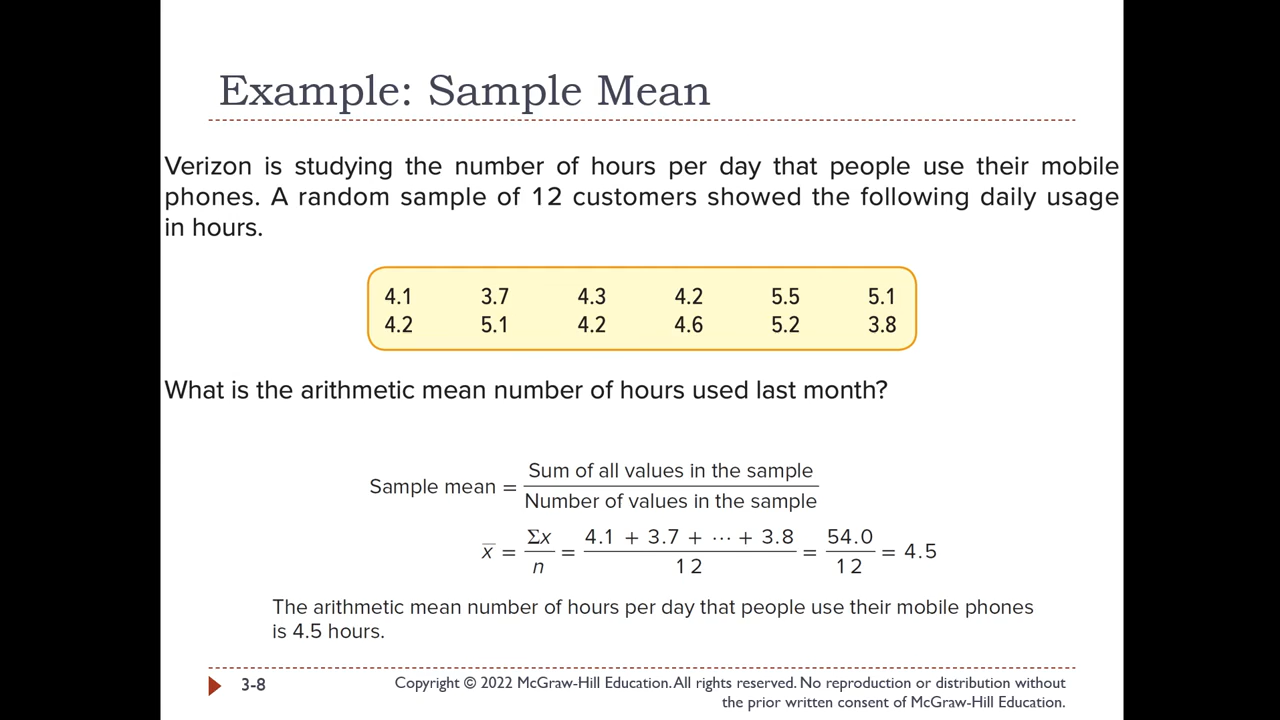 Example: Sample Mean
Verizon is studying the number of hours per day that people use their mobile
phones. A random sample of 12 customers showed the following daily usage
in hours.
4.1 3.7 4.3 4.2 5.5 5.1
4.2 5.1 4.2 4.6 5.2 3.8
What is the arithmetic mean number of hours used last month?
Sample mean = Sum of all values in the sample / Number of values in the sample
x̅ = Σx / n = 4.1 + 3.7 + ⋯ + 3.8 / 12 = 54.0 / 12 = 4.5
The arithmetic mean number of hours per day that people use their mobile phones
is 4.5 hours.
3-8
Copyright © 2022 McGraw-Hill Education. All rights reserved. No reproduction or distribution without
the prior written consent of McGraw-Hill Education.